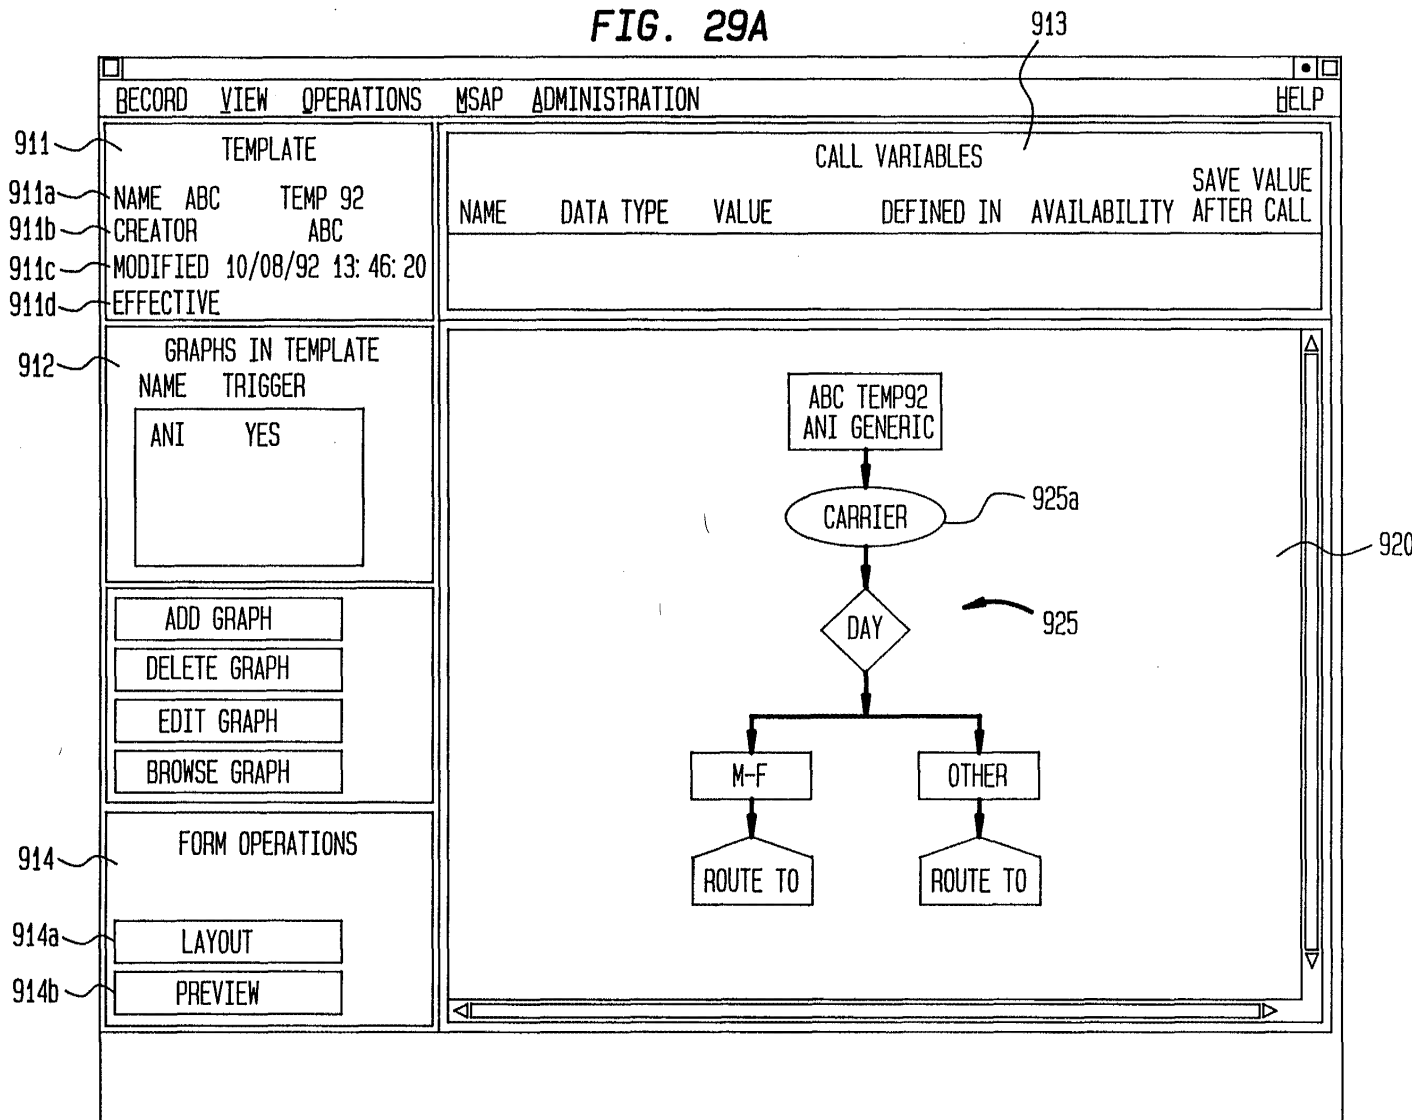 FIG. 29A
913
RECORD VIEW OPERATIONS MSAP ADMINISTRATION HELP
911
TEMPLATE
911a
NAME ABC TEMP 92
911b
CREATOR ABC
911c
MODIFIED 10/08/92 13:46:20
911d
EFFECTIVE
CALL VARIABLES
NAME DATA TYPE VALUE DEFINED IN AVAILABILITY SAVE VALUE
AFTER CALL
912
GRAPHS IN TEMPLATE
NAME TRIGGER
ANI YES
ADD GRAPH
DELETE GRAPH
EDIT GRAPH
BROWSE GRAPH
914
FORM OPERATIONS
914a
LAYOUT
914b
PREVIEW
ABC TEMP92
ANI GENERIC
CARRIER
925a
920
DAY
925
M-F OTHER
ROUTE TO ROUTE TO